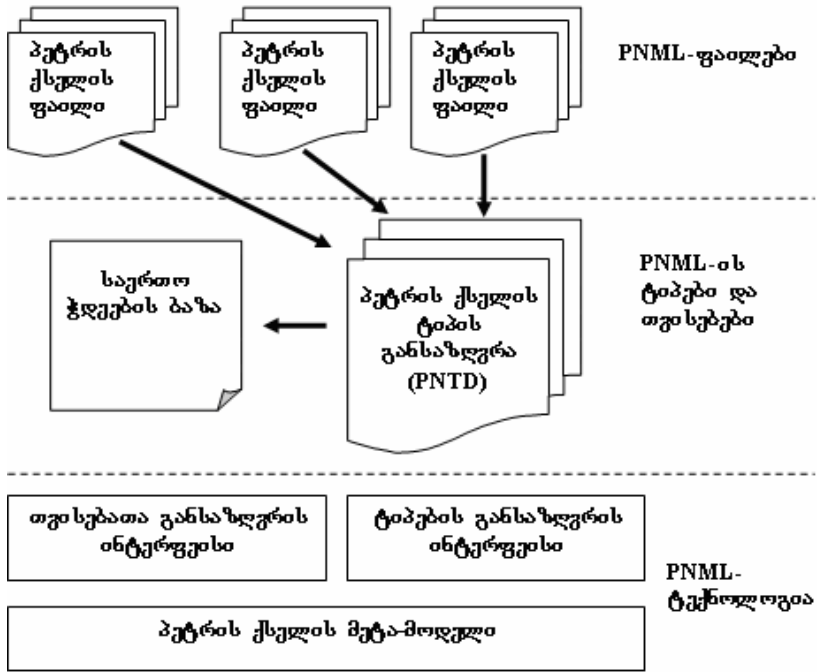 პეტრის
ქსელის
ფაილი
პეტრის
ქსელის
ფაილი
პეტრის
ქსელის
ფაილი
PNML-ფაილები
საერთო
ჭდეების ბაზა
პეტრის ქსელის
ტიპის
განსაზღვრა
(PNTD)
PNML-ის
ტიპები და
თვისებები
თვისებათა განსაზღვრის
ინტერფეისი
ტიპების განსაზღვრის
ინტერფეისი
პეტრის ქსელის მეტა-მოდელი
PNML-
ტექნოლოგია